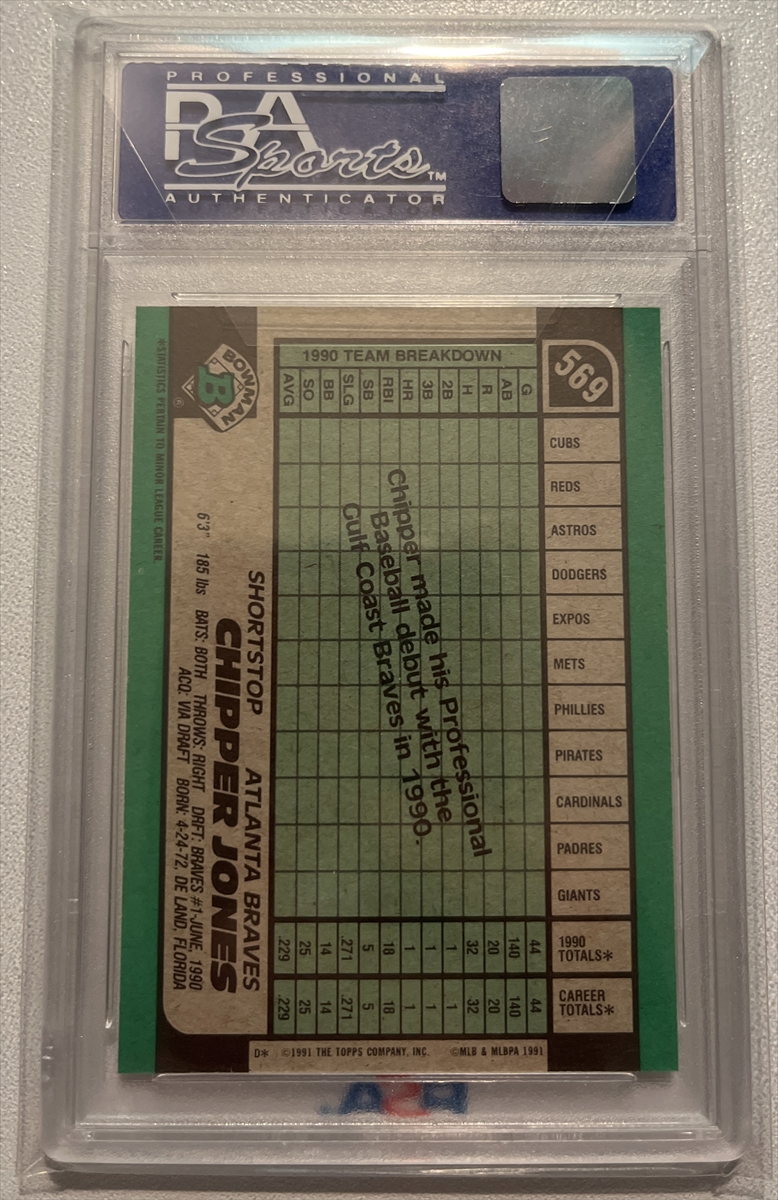 PROFESSIONAL
PSA
Sports™
AUTHENTICATOR
569
1990 TEAM BREAKDOWN
G
AB
R
H
2B
3B
HR
RBI
SB
SLG
BB
SO
AVG
CUBS
REDS
ASTROS
DODGERS
EXPOS
METS
PHILLIES
PIRATES
CARDINALS
PADRES
GIANTS
1990
TOTALS*
44 140 20 32 1 1 1 18 5 .271 14 25 .229
CAREER
TOTALS*
44 140 20 32 1 1 1 18 5 .271 14 25 .229
Chipper made his Professional
Baseball debut with the
Gulf Coast Braves in 1990.
BOWMAN
B
®
SHORTSTOP ATLANTA BRAVES
CHIPPER JONES
6'3" 185 lbs BATS: BOTH THROWS: RIGHT DRFT: BRAVES #1-JUNE, 1990
ACQ: VIA DRAFT BORN: 4-24-72, DE LAND, FLORIDA
*STATISTICS PERTAIN TO MINOR LEAGUE CAREER.
D* ©1991 THE TOPPS COMPANY, INC. ©MLB & MLBPA 1991
PSA